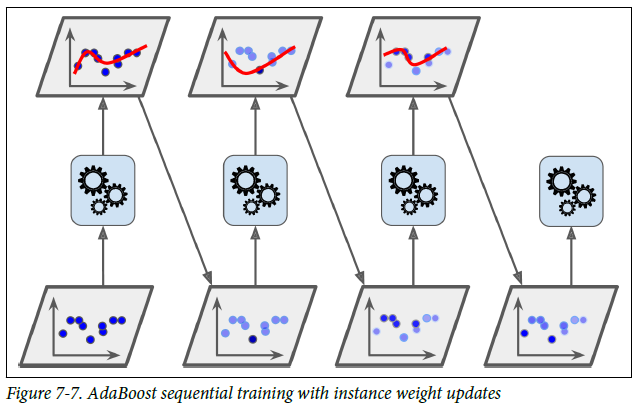 Figure 7-7. AdaBoost sequential training with instance weight updates